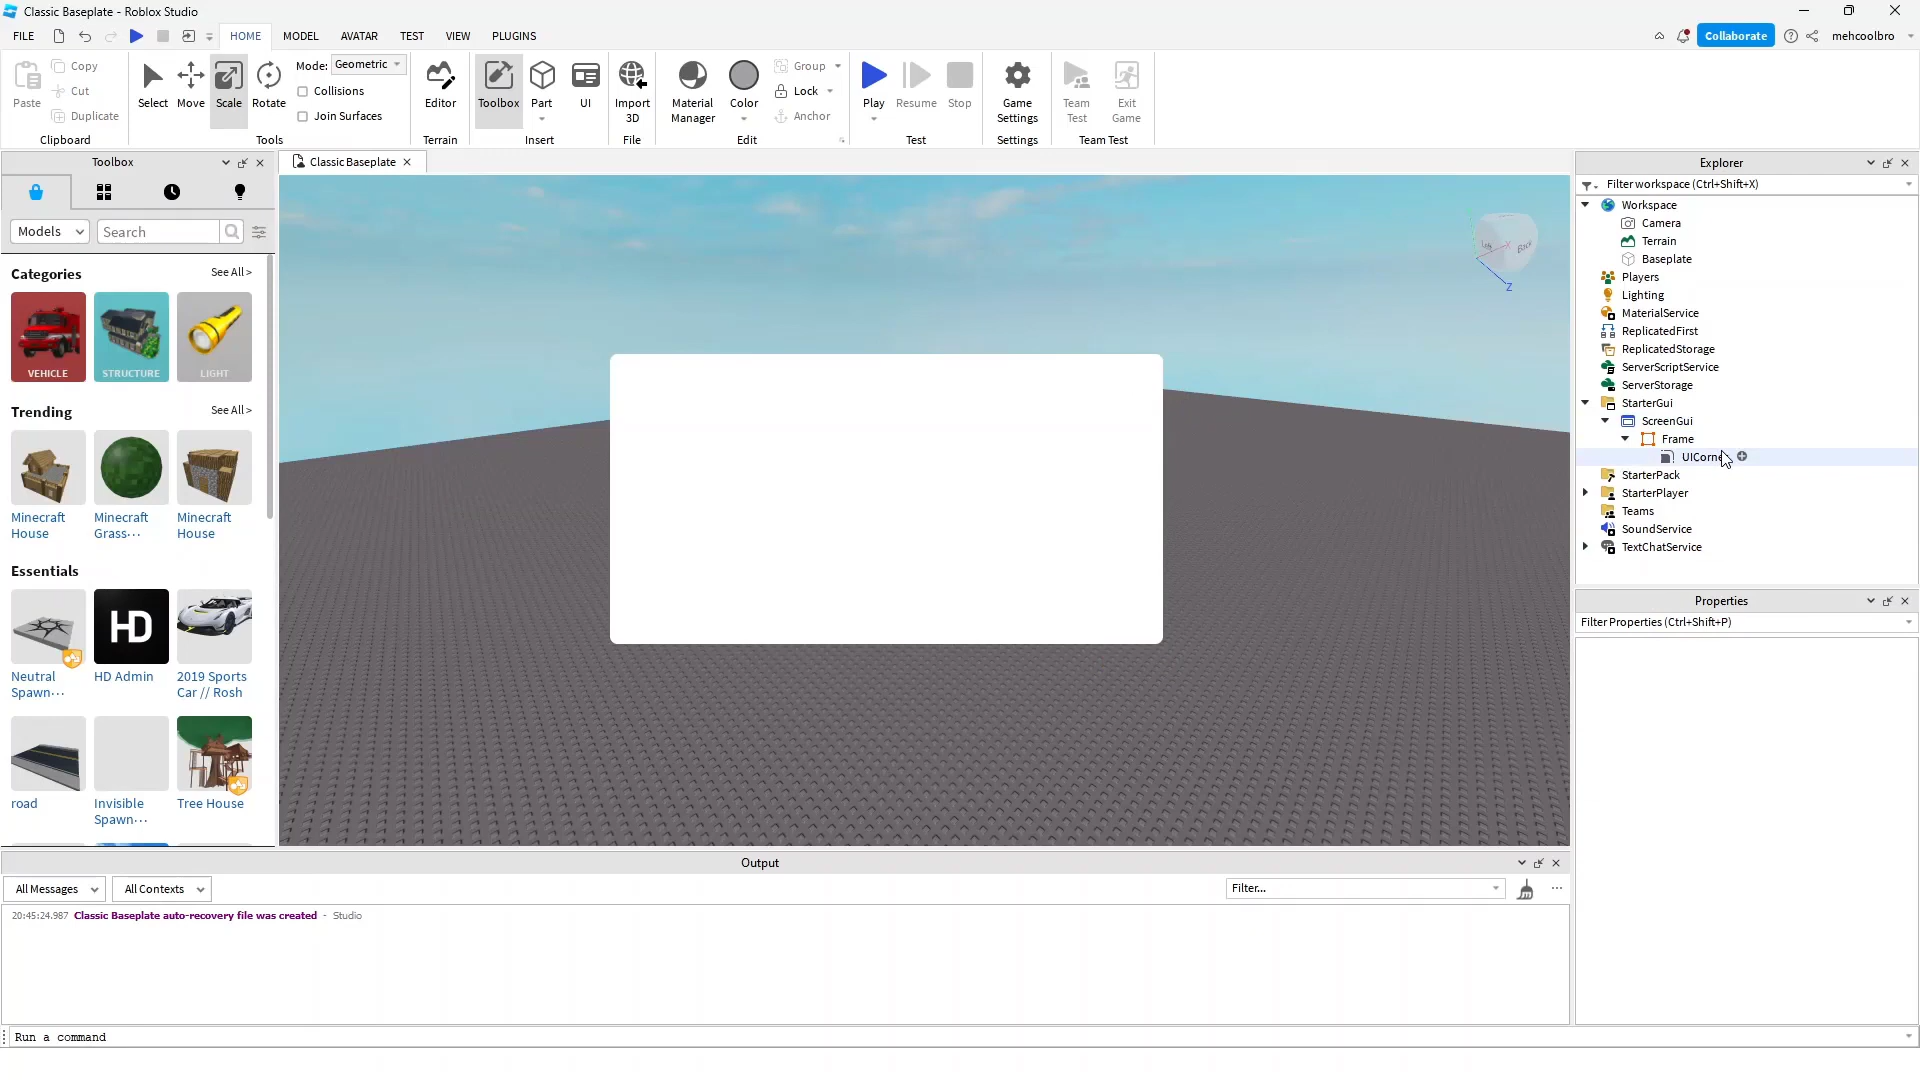 Classic Baseplate - Roblox Studio
FILE HOME MODEL AVATAR TEST VIEW PLUGINS Collaborate mehcoolbro
Paste Copy Cut Duplicate
Clipboard
Select Move Scale Rotate
Mode: Geometric
Collisions
Join Surfaces
Tools
Editor
Terrain
Toolbox Part UI
Insert
Import 3D
File
Material Manager Color
Group
Lock
Anchor
Edit
Play Resume Stop
Test
Game Settings
Settings
Team Test Exit Game
Team Test
Toolbox
Models Search
Categories See All >
VEHICLE STRUCTURE LIGHT
Trending See All >
Minecraft House
Minecraft Grass...
Minecraft House
Essentials
HD
Neutral Spawn...
HD Admin
2019 Sports Car // Rosh
road
Invisible Spawn...
Tree House
Classic Baseplate
Back
Z
Explorer
Filter workspace (Ctrl+Shift+X)
Workspace
Camera
Terrain
Baseplate
Players
Lighting
MaterialService
ReplicatedFirst
ReplicatedStorage
ServerScriptService
ServerStorage
StarterGui
ScreenGui
Frame
UICorne
StarterPack
StarterPlayer
Teams
SoundService
TextChatService
Properties
Filter Properties (Ctrl+Shift+P)
Output
All Messages All Contexts Filter...
20:45:24.987 Classic Baseplate auto-recovery file was created - Studio
Run a command